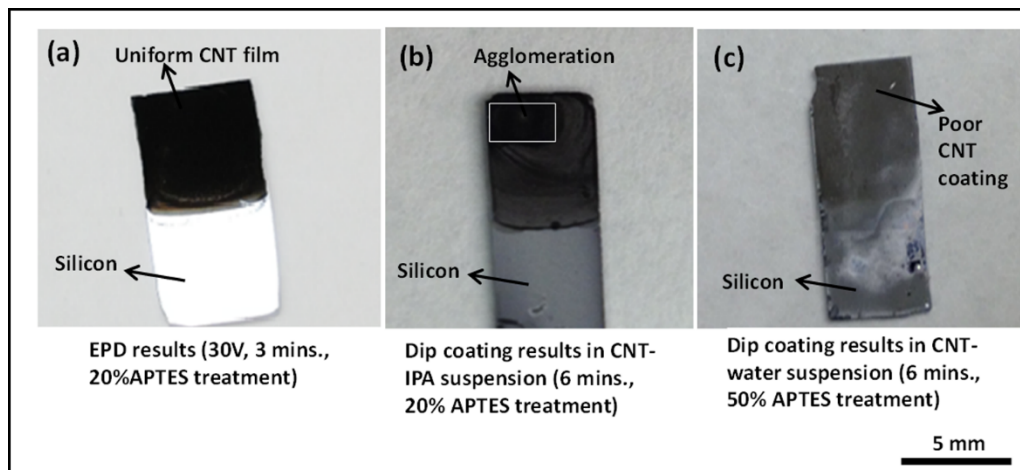 (a)
Uniform CNT film
Silicon
EPD results (30V, 3 mins.,
20%APTES treatment)
(b)
Agglomeration
Silicon
Dip coating results in CNT-
IPA suspension (6 mins.,
20% APTES treatment)
(c)
Poor
CNT
coating
Silicon
Dip coating results in CNT-
water suspension (6 mins.,
50% APTES treatment)
5 mm